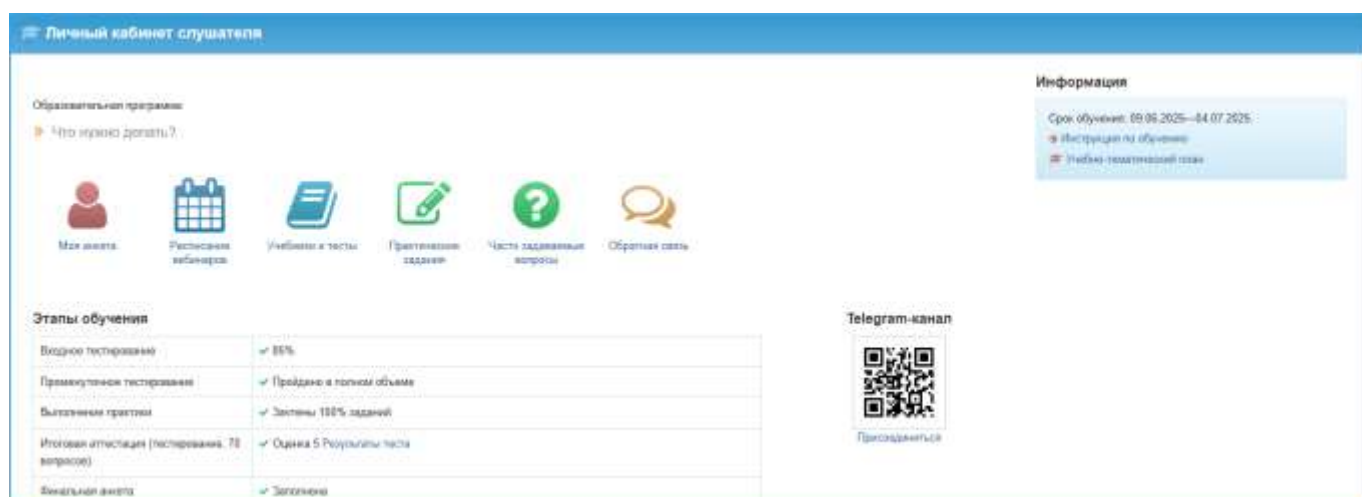 Личный кабинет слушателя
Информация
Образовательная программа:
Срок обучения: 09.06.2025—04.07.2025.
Что нужно делать?
Инструкция по обучению
Учебно-тематический план
Моя анкета
Расписание вебинаров
Учебники и тесты
Практические задания
Часто задаваемые вопросы
Обратная связь
Этапы обучения
Telegram-канал
Входное тестирование
86%
Промежуточное тестирование
Пройдено в полном объеме
Выполнение практики
Зачтены 100% заданий
Итоговая аттестация (тестирование, 70 вопросов)
Оценка 5 Результаты теста
Присоединиться
Финальная анкета
Заполнена